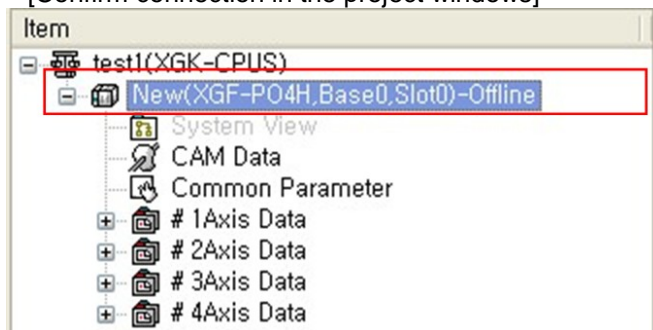 [Confirm connection in the project windows]
Item
test1(XGK-CPUS)
New(XGF-PO4H,Base0,Slot0)-Offline
System View
CAM Data
Common Parameter
# 1Axis Data
# 2Axis Data
# 3Axis Data
# 4Axis Data